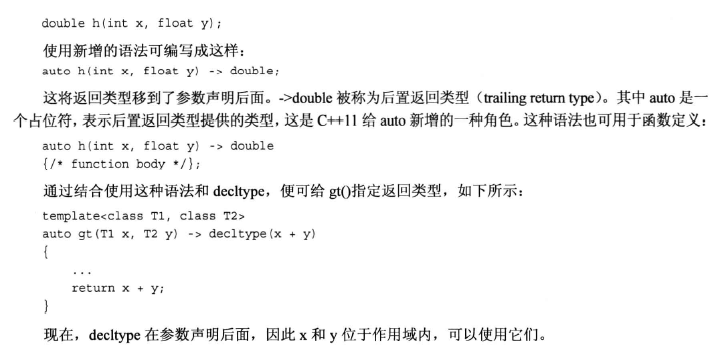 double h(int x, float y);
使用新增的语法可编写成这样：
auto h(int x, float y) -> double;
这将返回类型移到了参数声明后面。->double 被称为后置返回类型（trailing return type）。其中 auto 是一
个占位符，表示后置返回类型提供的类型，这是 C++11 给 auto 新增的一种角色。这种语法也可用于函数定义：
auto h(int x, float y) -> double
{/* function body */};
通过结合使用这种语法和 decltype，便可给 gt()指定返回类型，如下所示：
template<class T1, class T2>
auto gt(T1 x, T2 y) -> decltype(x + y)
{
...
return x + y;
}
现在，decltype 在参数声明后面，因此 x 和 y 位于作用域内，可以使用它们。